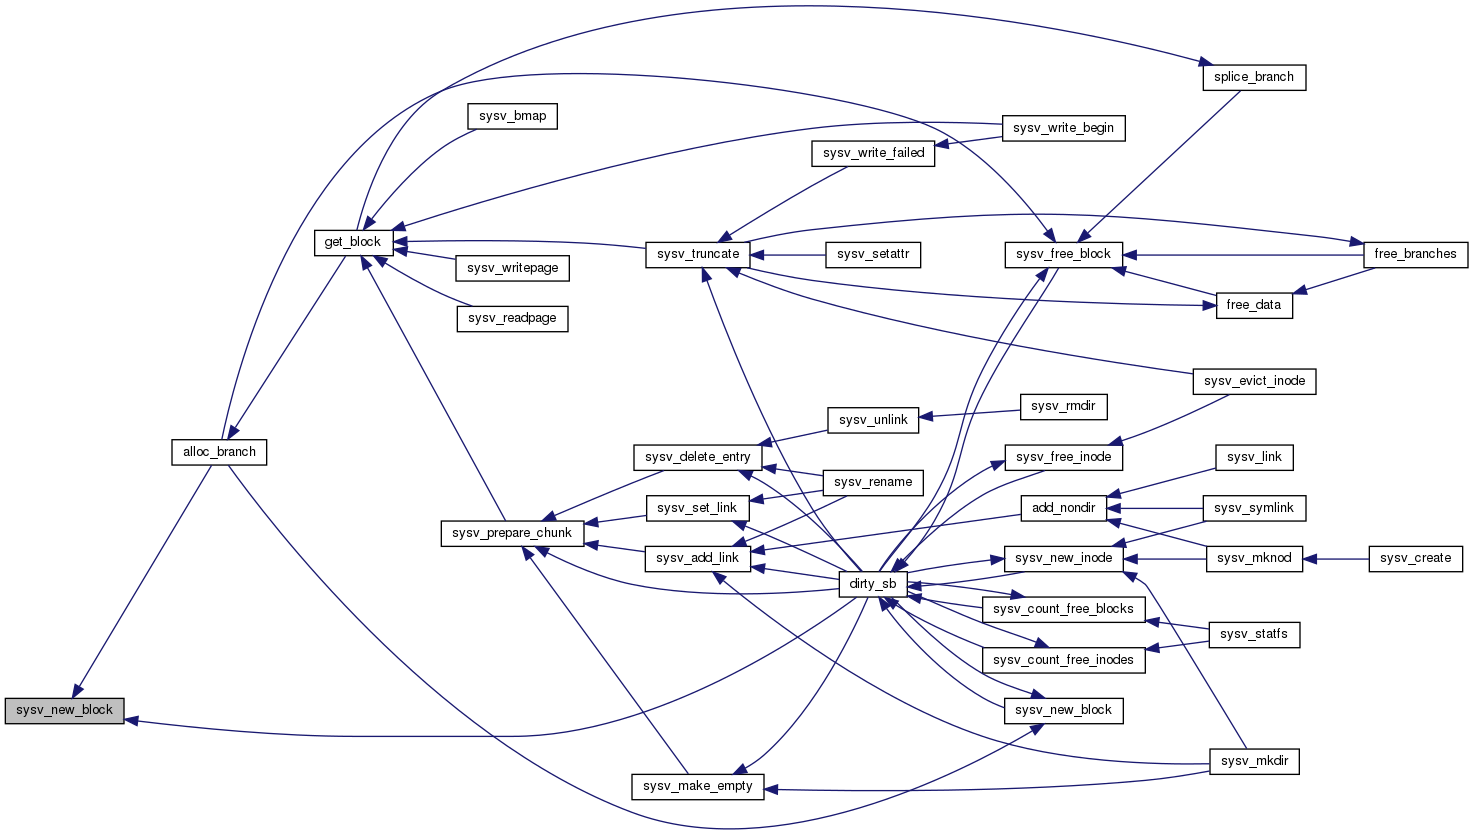 splice_branch
sysv_bmap
sysv_write_begin
sysv_write_failed
get_block
sysv_truncate
sysv_setattr
sysv_free_block
free_branches
sysv_writepage
free_data
sysv_readpage
sysv_evict_inode
sysv_rmdir
sysv_unlink
alloc_branch
sysv_delete_entry
sysv_free_inode
sysv_link
sysv_rename
sysv_set_link
add_nondir
sysv_symlink
sysv_prepare_chunk
sysv_add_link
sysv_new_inode
sysv_mknod
sysv_create
dirty_sb
sysv_count_free_blocks
sysv_statfs
sysv_count_free_inodes
sysv_new_block
sysv_new_block
sysv_mkdir
sysv_make_empty